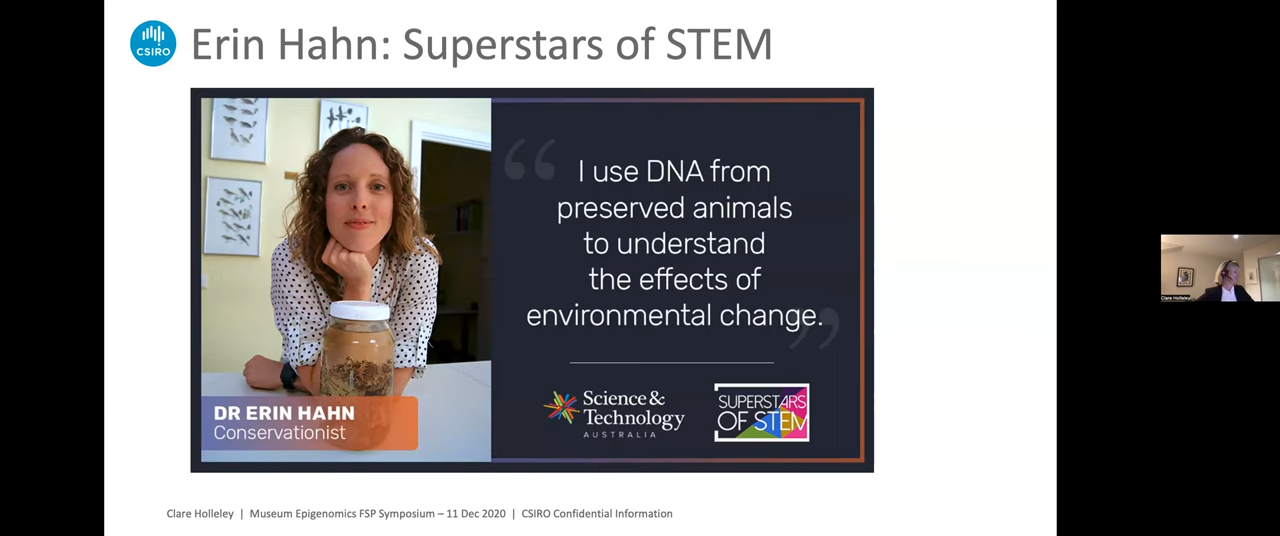 CSIRO
Erin Hahn: Superstars of STEM
“
I use DNA from
preserved animals
to understand
the effects of
environmental change.
”
DR ERIN HAHN
Conservationist
Science &
Technology
AUSTRALIA
SUPERSTARS
OF STEM
Clare Holleley
Clare Holleley | Museum Epigenomics FSP Symposium – 11 Dec 2020 | CSIRO Confidential Information